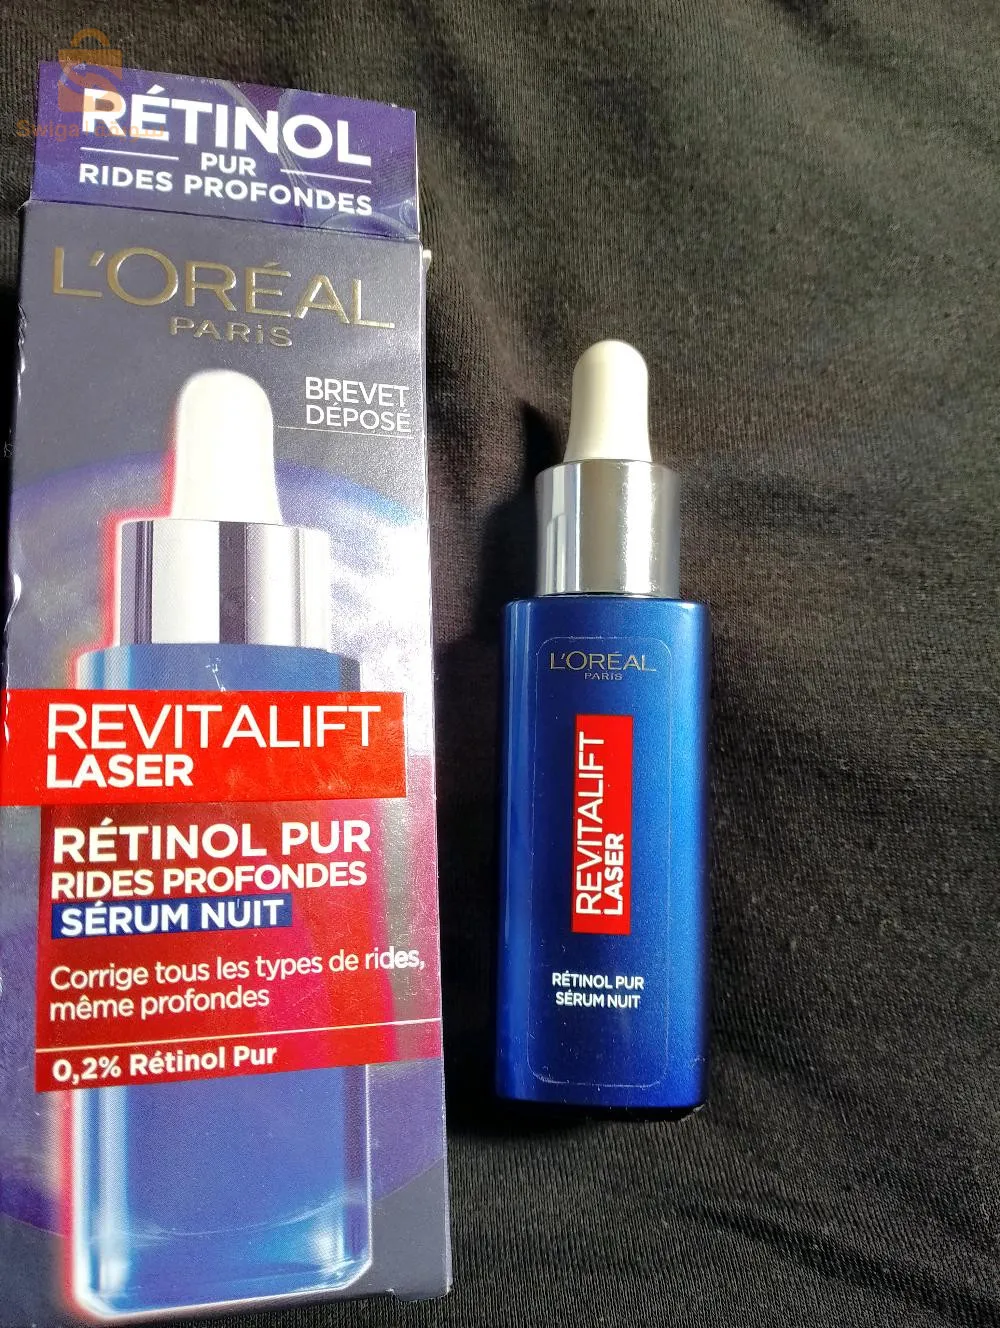 RÉTINOL
PUR
RIDES PROFONDES
L'ORÉAL
PARiS
BREVET
DÉPOSÉ
REVITALIFT
LASER
RÉTINOL PUR
RIDES PROFONDES
SÉRUM NUIT
Corrige tous les types de rides,
même profondes
0,2% Rétinol Pur
L'ORÉAL
PARiS
REVITALIFT
LASER
RÉTINOL PUR
SÉRUM NUIT